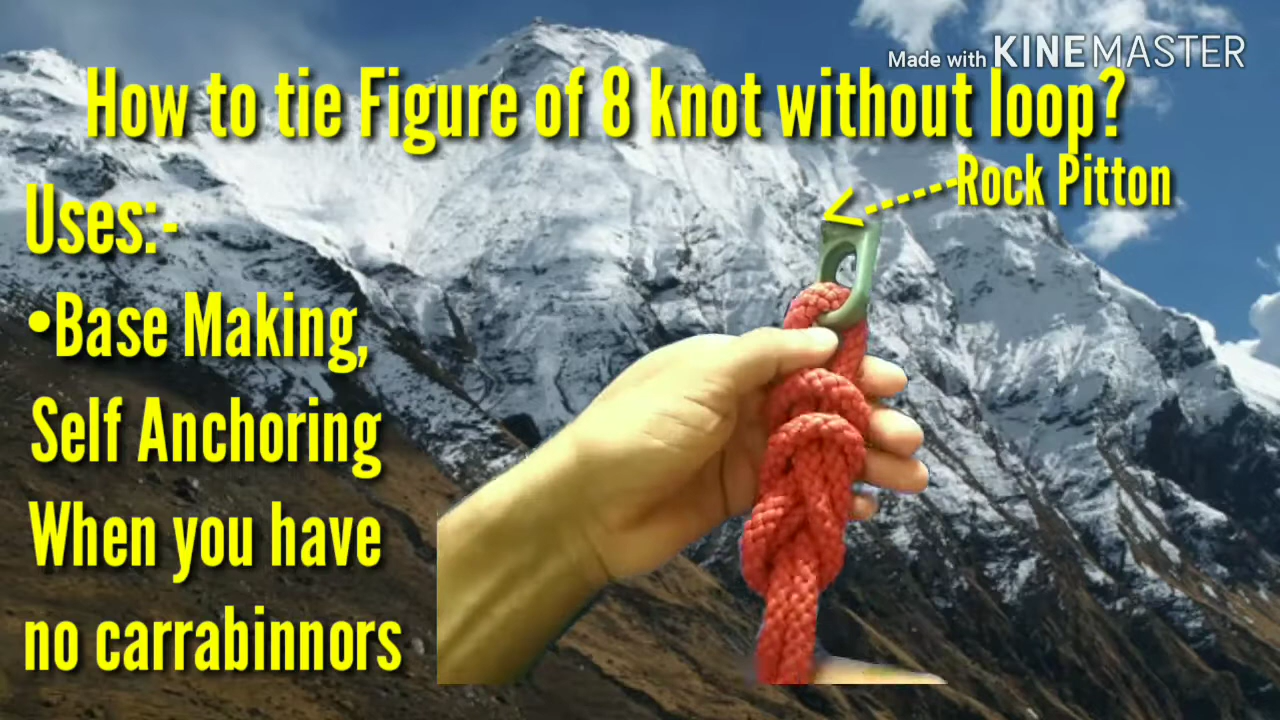 Made with KINEMASTER
How to tie Figure of 8 knot without loop?
Rock Pitton
Uses:-
•Base Making,
Self Anchoring
When you have
no carrabinnors